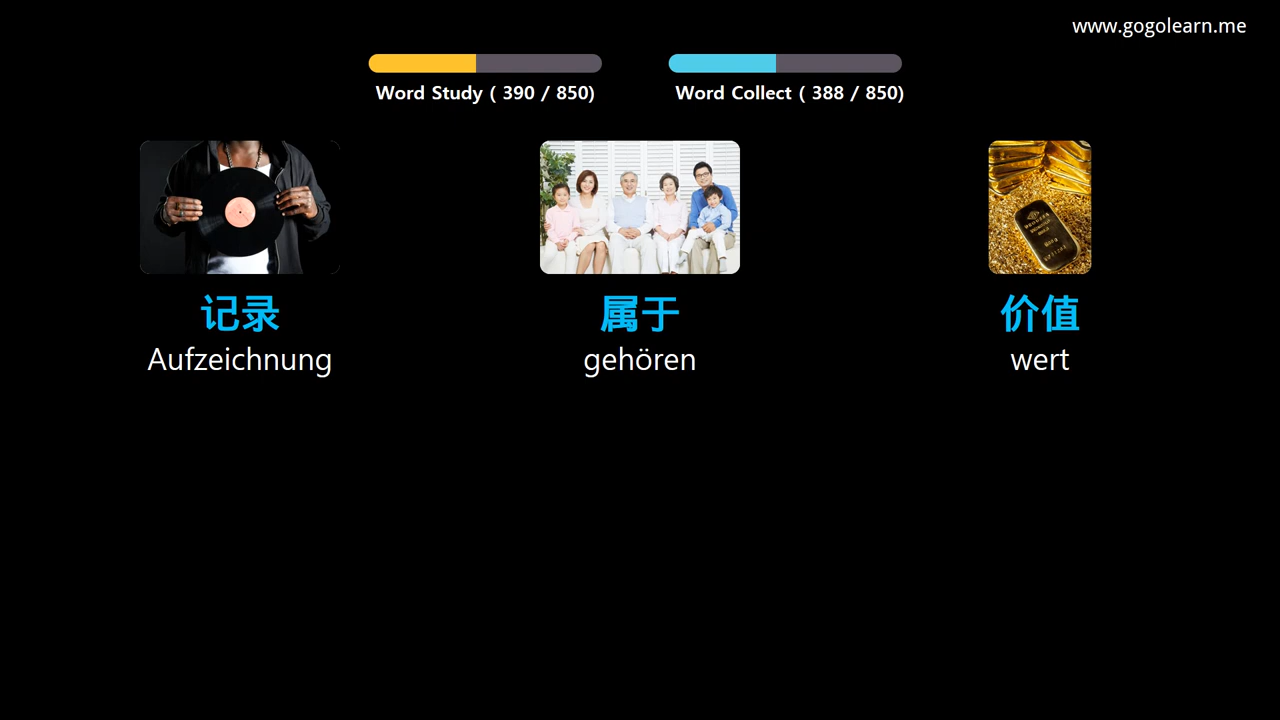 www.gogolearn.me
Word Study ( 390 / 850)
Word Collect ( 388 / 850)
记录
属于
价值
Aufzeichnung
gehören
wert